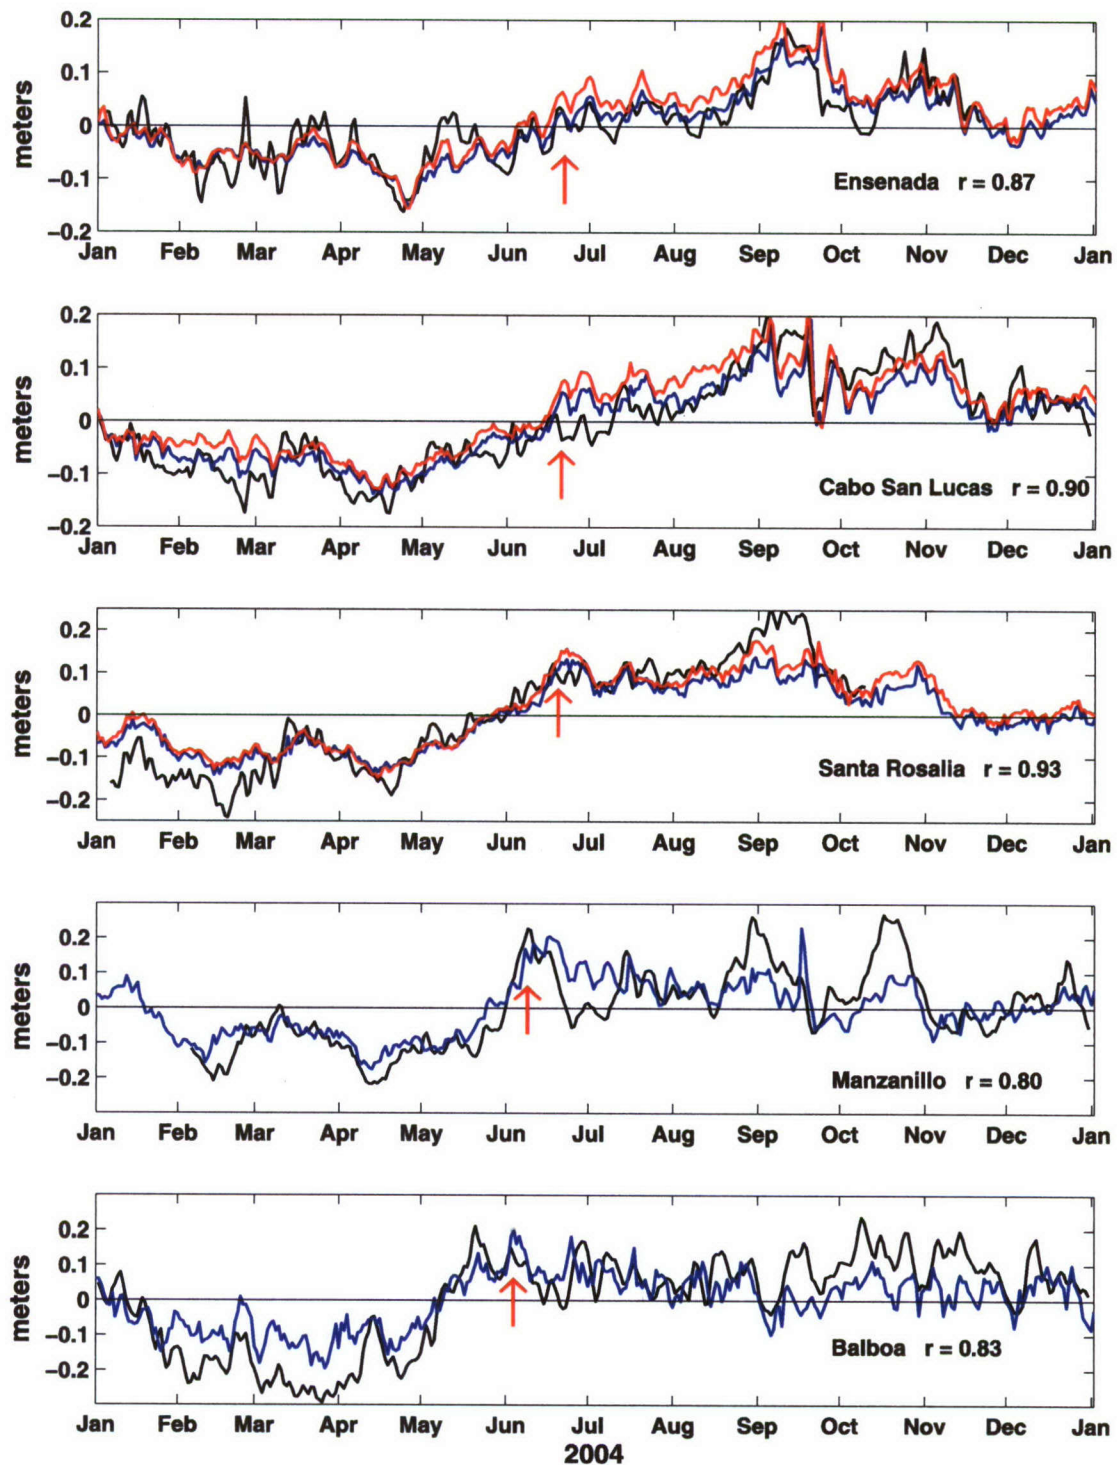 0.2
0.1
0
−0.1
−0.2
meters
Ensenada r = 0.87
Jan Feb Mar Apr May Jun Jul Aug Sep Oct Nov Dec Jan
0.2
0.1
0
−0.1
−0.2
meters
Cabo San Lucas r = 0.90
Jan Feb Mar Apr May Jun Jul Aug Sep Oct Nov Dec Jan
0.2
0.1
0
−0.1
−0.2
meters
Santa Rosalia r = 0.93
Jan Feb Mar Apr May Jun Jul Aug Sep Oct Nov Dec Jan
0.2
0.1
0
−0.1
−0.2
meters
Manzanillo r = 0.80
Jan Feb Mar Apr May Jun Jul Aug Sep Oct Nov Dec Jan
0.2
0.1
0
−0.1
−0.2
meters
Balboa r = 0.83
Jan Feb Mar Apr May Jun Jul Aug Sep Oct Nov Dec Jan
2004